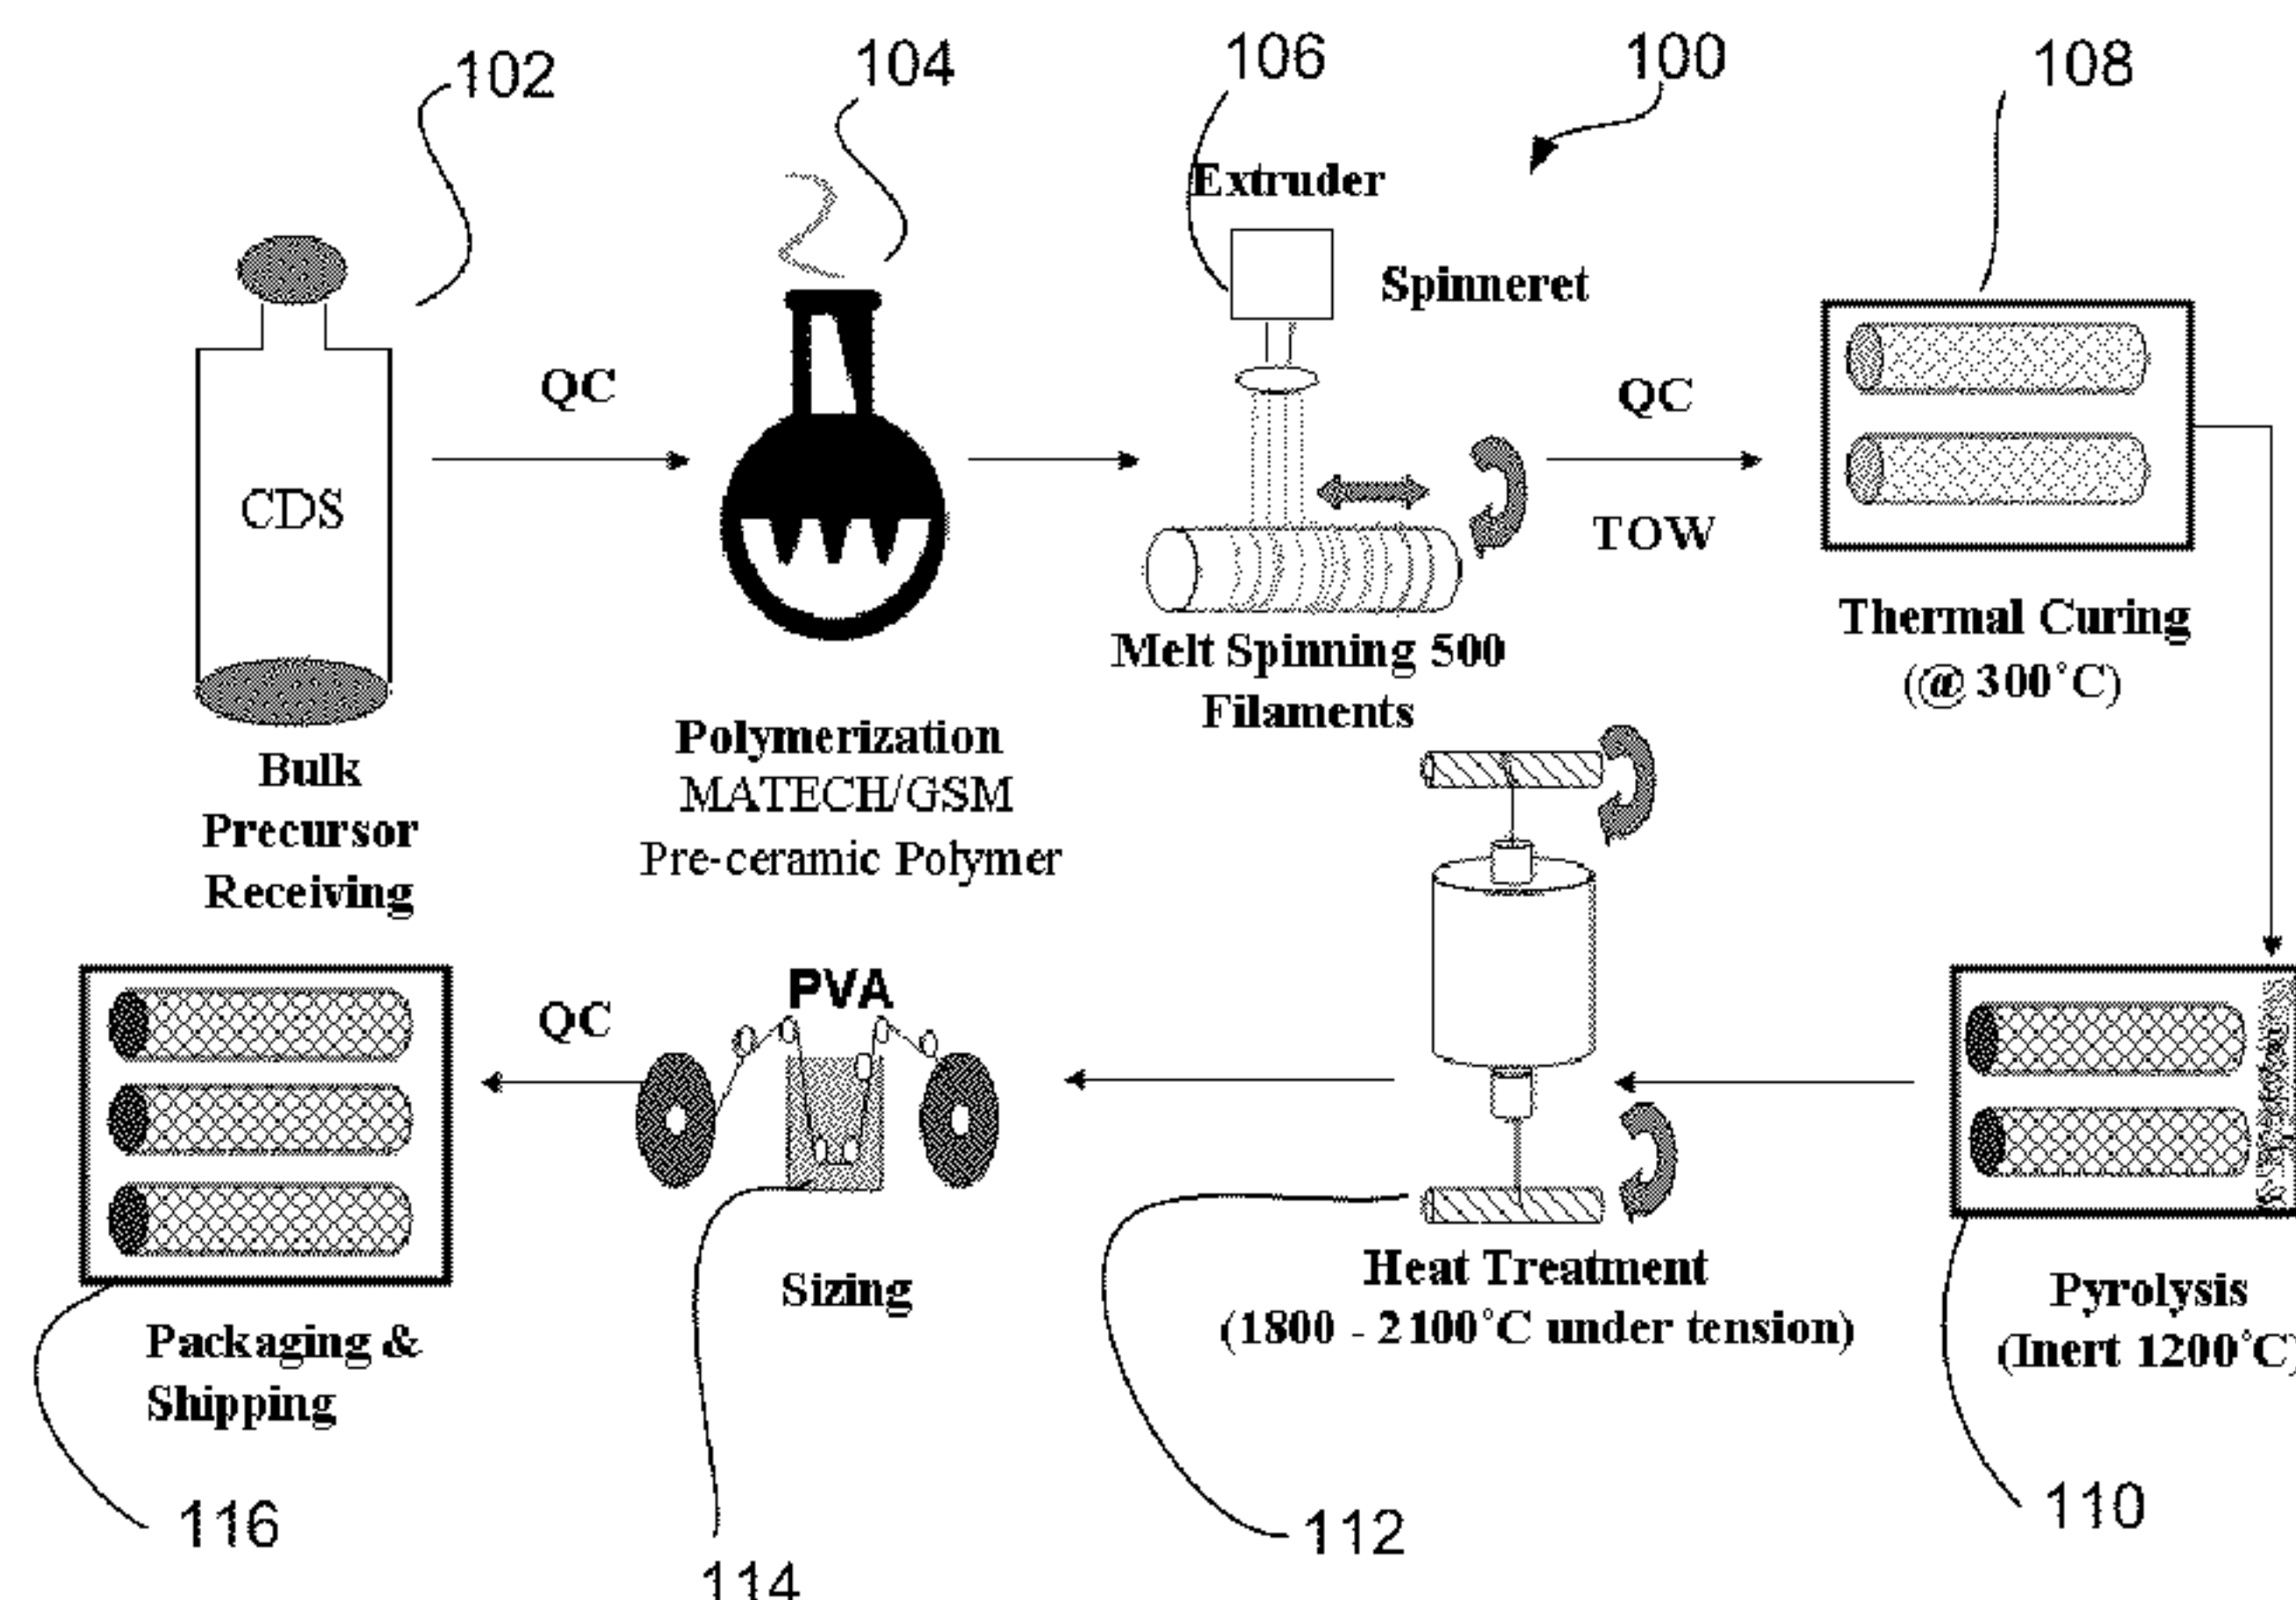 102
104
106
100
108
Extruder
Spinneret
QC
QC
CDS
TOW
Thermal Curing
(@ 300°C)
Melt Spinning 500
Filaments
Polymerization
MATECH/GSM
Pre-ceramic Polymer
Bulk
Precursor
Receiving
PVA
QC
Sizing
Heat Treatment
(1800 - 2100°C under tension)
Pyrolysis
(Inert 1200°C)
Packaging &
Shipping
116
114
112
110